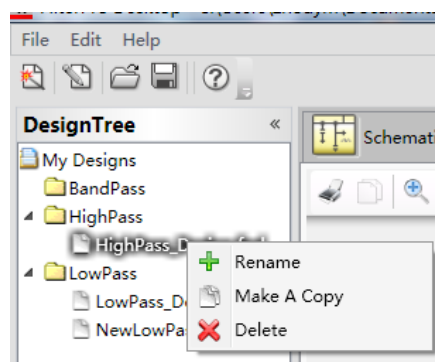 File Edit Help
DesignTree «
Schemati
My Designs
BandPass
HighPass
Rename
LowPass
Make A Copy
Delete